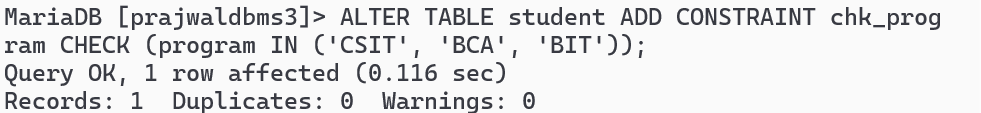 MariaDB [prajwaldbms3]> ALTER TABLE student ADD CONSTRAINT chk_prog
ram CHECK (program IN ('CSIT', 'BCA', 'BIT'));
Query OK, 1 row affected (0.116 sec)
Records: 1  Duplicates: 0  Warnings: 0